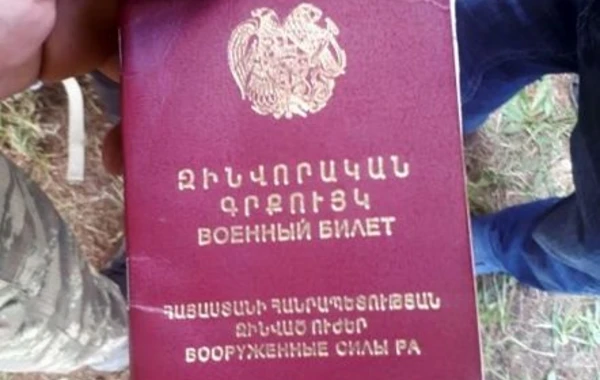 ԶԻՆՎՈՐԱԿԱՆ
ԳՐՔՈՒՅԿ
ВОЕННЫЙ БИЛЕТ
ՀԱՅԱՍՏԱՆԻ ՀԱՆՐԱՊԵՏՈՒԹՅԱՆ
ԶԻՆՎԱԾ ՈՒԺԵՐ
ВООРУЖЕННЫЕ СИЛЫ РА